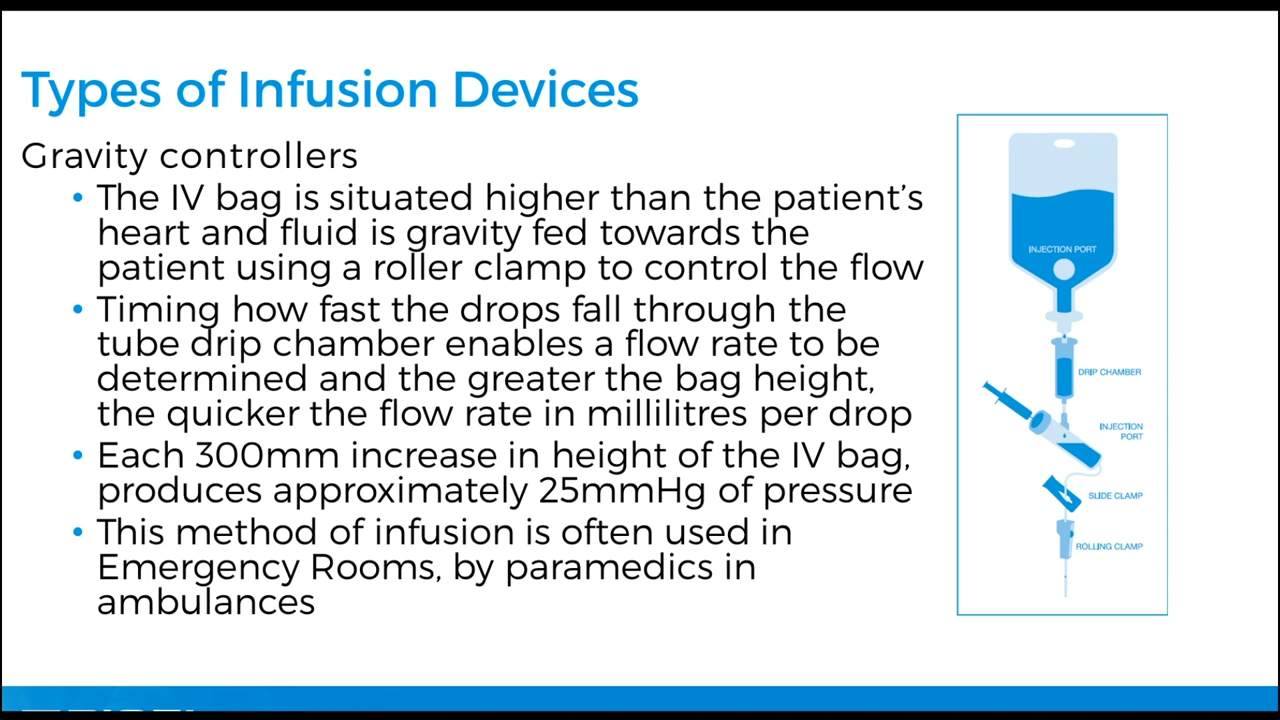 Types of Infusion Devices
Gravity controllers
• The IV bag is situated higher than the patient's
heart and fluid is gravity fed towards the
patient using a roller clamp to control the flow
• Timing how fast the drops fall through the
tube drip chamber enables a flow rate to be
determined and the greater the bag height,
the quicker the flow rate in millilitres per drop
• Each 300mm increase in height of the IV bag,
produces approximately 25mmHg of pressure
• This method of infusion is often used in
Emergency Rooms, by paramedics in
ambulances
INJECTION PORT
DRIP CHAMBER
INJECTION
PORT
SLIDE CLAMP
ROLLING CLAMP